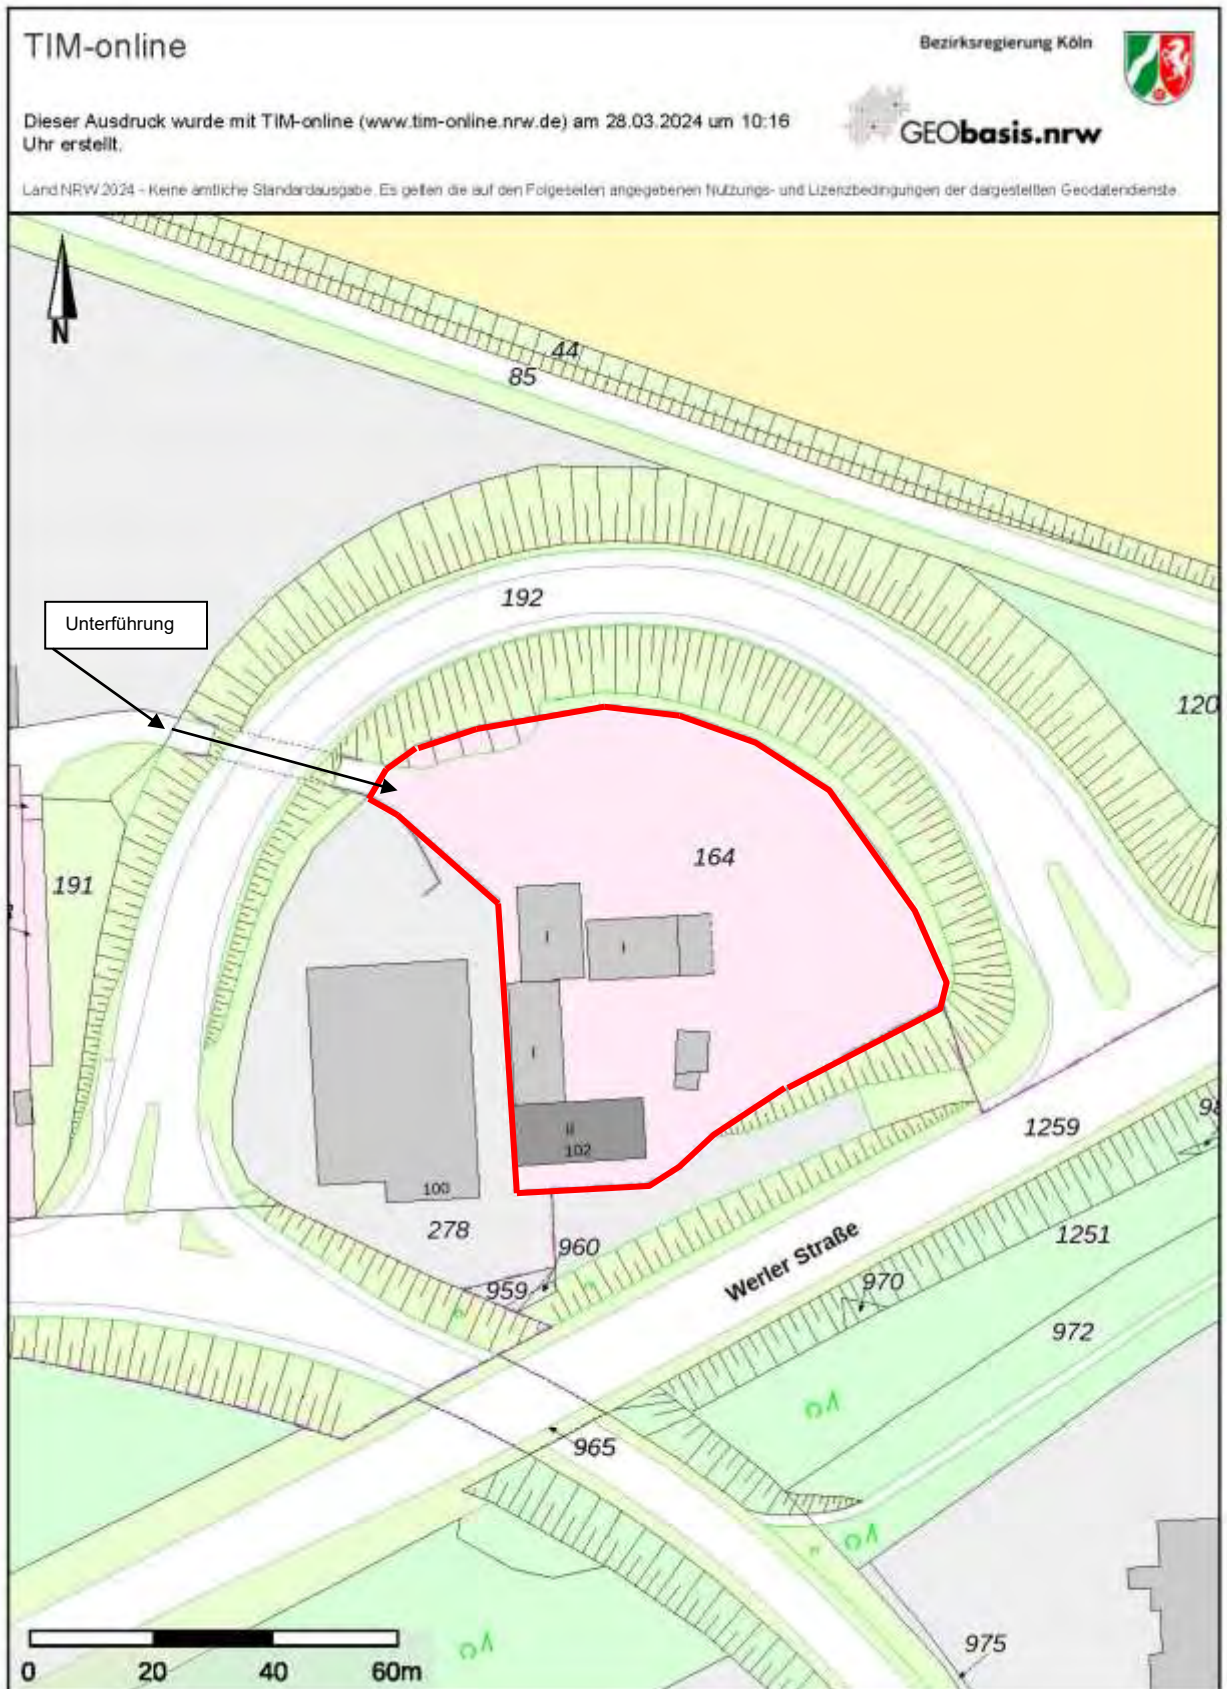 TIM-online
Bezirksregierung Köln
Dieser Ausdruck wurde mit TIM-online (www.tim-online.nrw.de) am 28.03.2024 um 10:16
Uhr erstellt.
GEObasis.nrw
Land NRW 2024 - Keine amtliche Standardausgabe. Es gelten die auf den Folgeseiten angegebenen Nutzungs- und Lizenzbedingungen der dargestellten Geodatendienste.
N
44
85
192
Unterführung
120
164
191
I
I
I
II
102
100
278
1259
98
960
959
Werler Straße
1251
970
972
965
975
0 20 40 60m